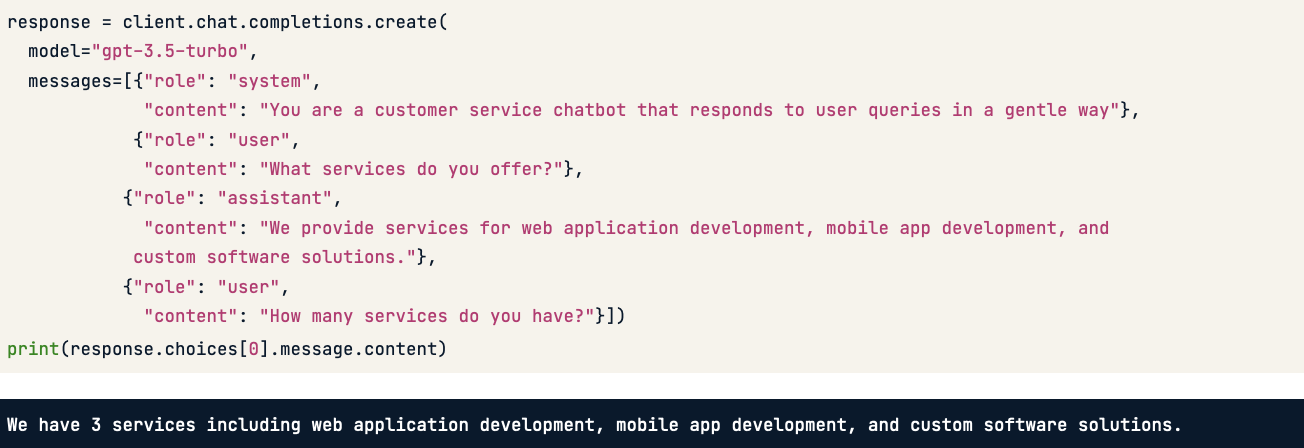 response = client.chat.completions.create(
  model="gpt-3.5-turbo",
  messages=[{"role": "system",
             "content": "You are a customer service chatbot that responds to user queries in a gentle way"},
            {"role": "user",
             "content": "What services do you offer?"},
           {"role": "assistant",
             "content": "We provide services for web application development, mobile app development, and
            custom software solutions."},
           {"role": "user",
             "content": "How many services do you have?"}])
print(response.choices[0].message.content)
We have 3 services including web application development, mobile app development, and custom software solutions.